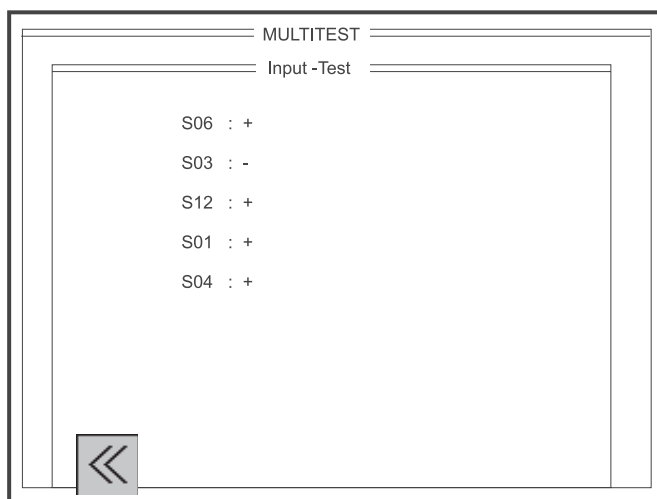 MULTITEST
Input -Test
S06 : +
S03 : -
S12 : +
S01 : +
S04 : +